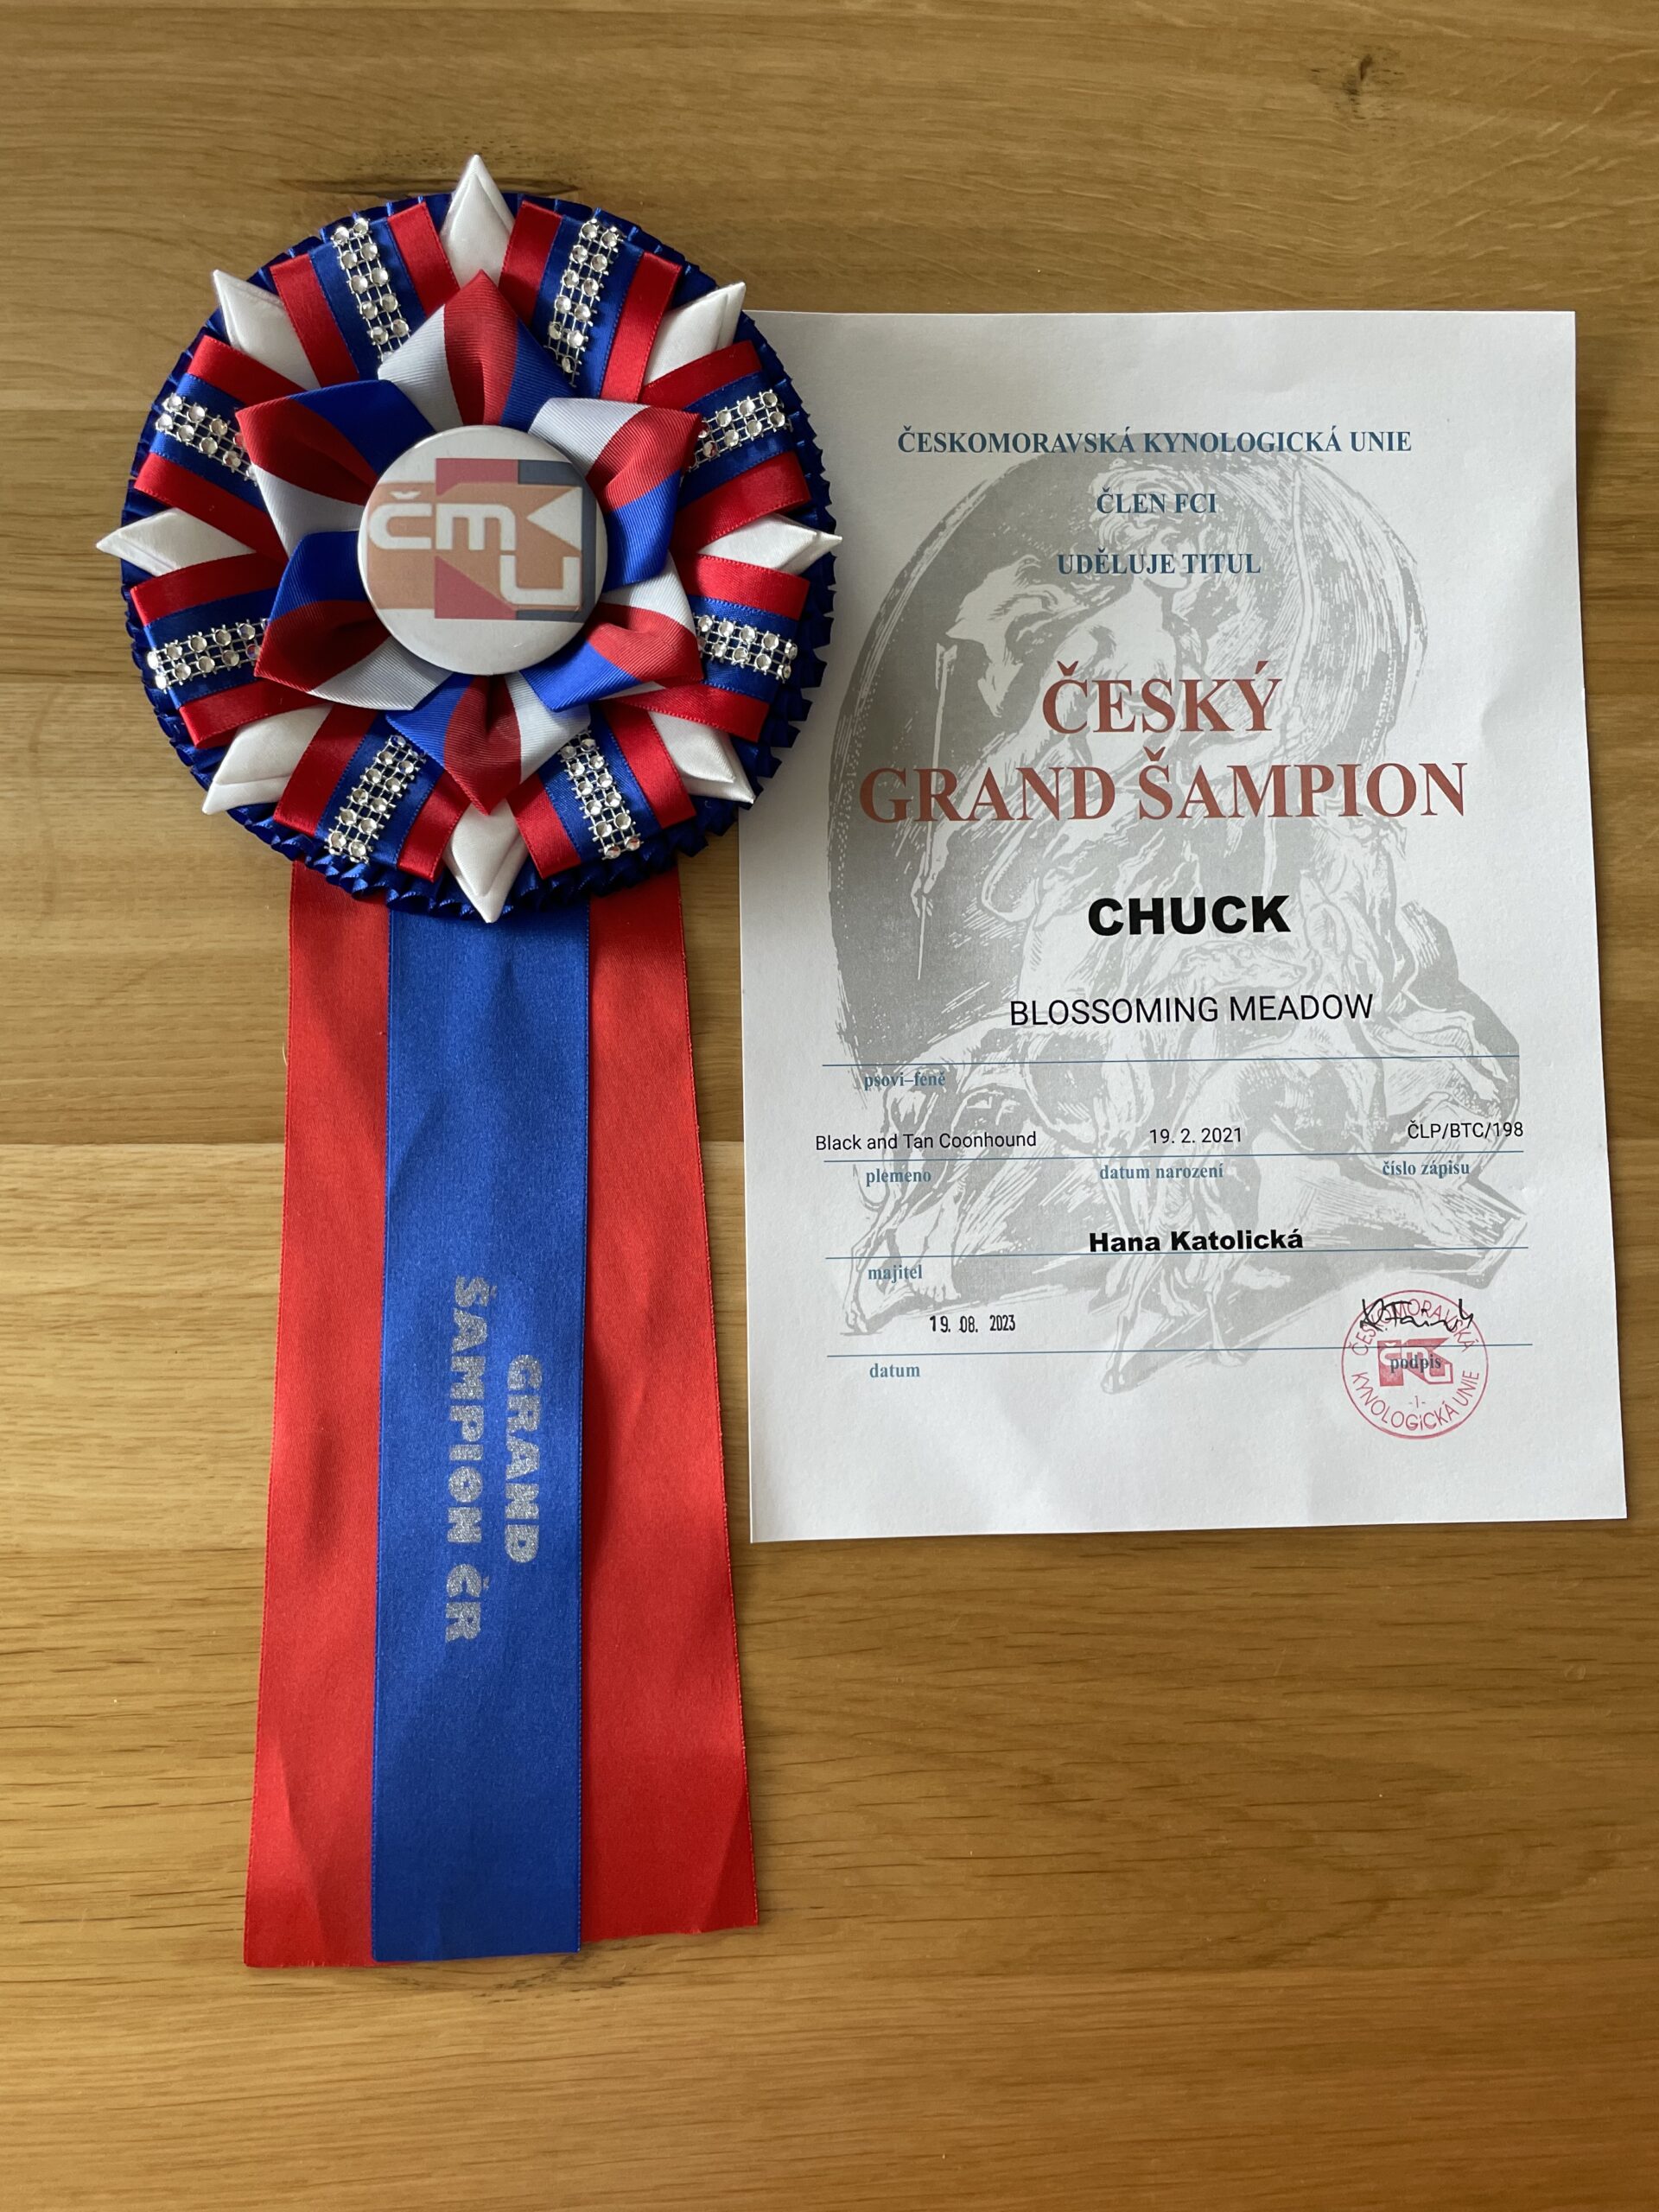 ČMKU
GRAND
ŠAMPION ČR
ČESKOMORAVSKÁ KYNOLOGICKÁ UNIE
ČLEN FCI
UDĚLUJE TITUL
ČESKÝ
GRAND ŠAMPION
CHUCK
BLOSSOMING MEADOW
psovi–feně
Black and Tan Coonhound 19. 2. 2021 ČLP/BTC/198
plemeno datum narození číslo zápisu
Hana Katolická
majitel
19. 08. 2023
datum podpis
ČESKOMORAVSKÁ
ČMKU
KYNOLOGICKÁ UNIE
-1-